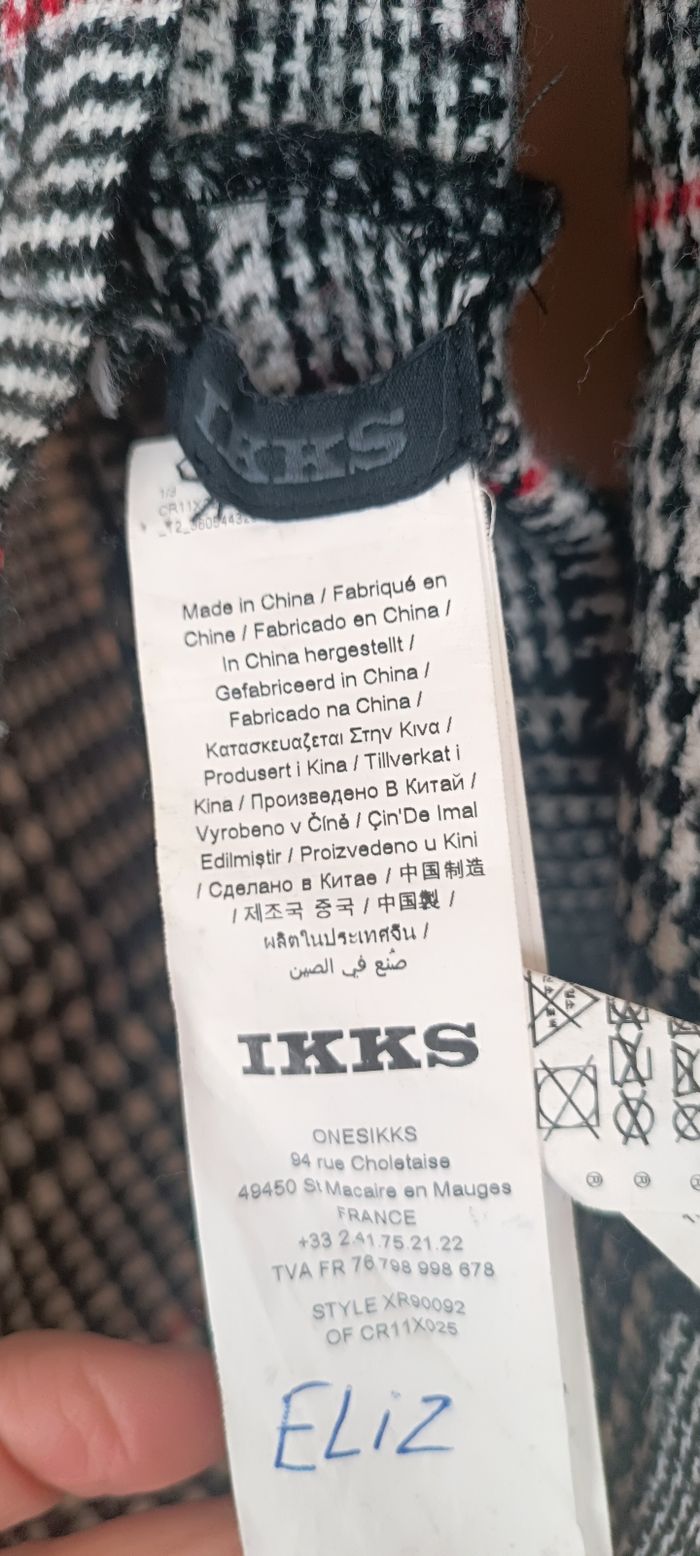 IKKS
1/9
Made in China / Fabriqué en
Chine / Fabricado en China /
In China hergestellt /
Gefabriceerd in China /
Fabricado na China /
Κατασκευαζεται Στην Κινα /
Produsert i Kina / Tillverkat i
Kina / Произведено В Китай /
Vyrobeno v Číně / Çin'De Imal
Edilmiştir / Proizvedeno u Kini
/ Сделано в Китае / 中国制造
/ 제조국 중국 / 中国製 /
ผลิตในประเทศจีน /
صُنع في الصين
IKKS
ONESIKKS
94 rue Choletaise
49450 St Macaire en Mauges
FRANCE
+33 2.41.75.21.22
TVA FR 76 798 998 678
STYLE XR90092
OF CR11X025
ELiZ